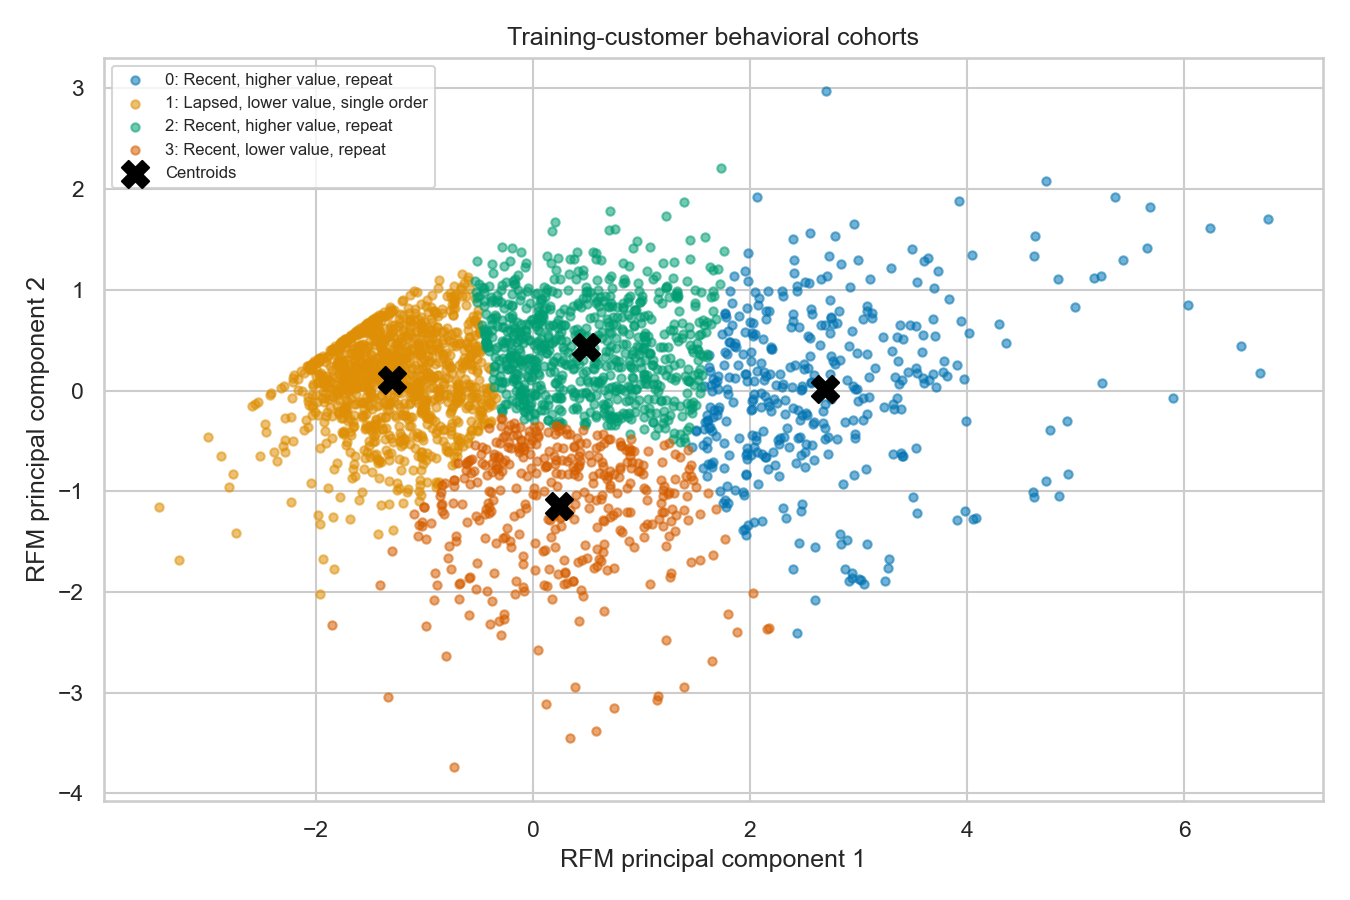 Training-customer behavioral cohorts
0: Recent, higher value, repeat
1: Lapsed, lower value, single order
2: Recent, higher value, repeat
3: Recent, lower value, repeat
Centroids
3
2
1
0
−1
−2
−3
−4
RFM principal component 2
−2
0
2
4
6
RFM principal component 1